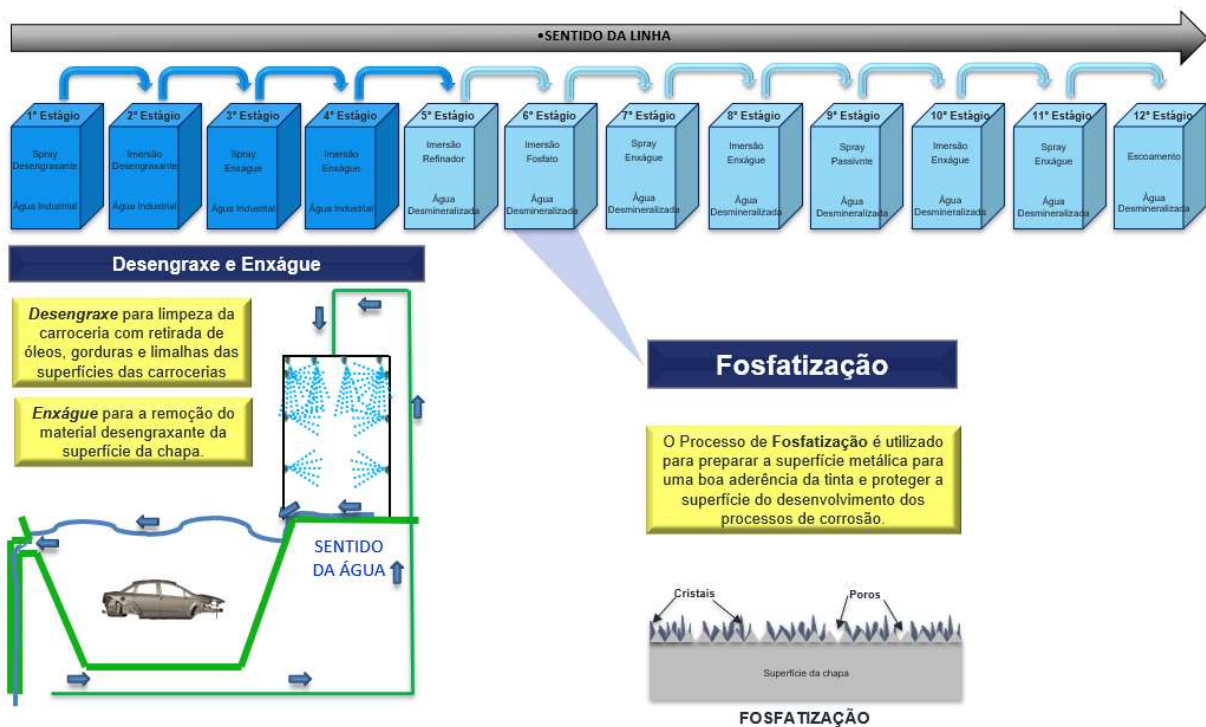 •SENTIDO DA LINHA
1º Estágio
Spray
Desengraxante
Água Industrial
2º Estágio
Imersão
Desengraxante
Água Industrial
3º Estágio
Spray
Enxágue
Água Industrial
4º Estágio
Imersão
Enxágue
Água Industrial
5º Estágio
Imersão
Refinador
Água
Desmineralizada
6º Estágio
Imersão
Fosfato
Água
Desmineralizada
7º Estágio
Spray
Enxágue
Água
Desmineralizada
8º Estágio
Imersão
Enxágue
Água
Desmineralizada
9º Estágio
Spray
Passivnte
Água
Desmineralizada
10º Estágio
Imersão
Enxágue
Água
Desmineralizada
11º Estágio
Spray
Enxágue
Água
Desmineralizada
12º Estágio
Escoamento
Água
Desmineralizada
Desengraxe e Enxágue
Desengraxe para limpeza da
carroceria com retirada de
óleos, gorduras e limalhas das
superfícies das carrocerias
Enxágue para a remoção do
material desengraxante da
superfície da chapa.
SENTIDO
DA ÁGUA
Fosfatização
O Processo de Fosfatização é utilizado
para preparar a superfície metálica para
uma boa aderência da tinta e proteger a
superfície do desenvolvimento dos
processos de corrosão.
Cristais
Poros
Superfície da chapa
FOSFATIZAÇÃO